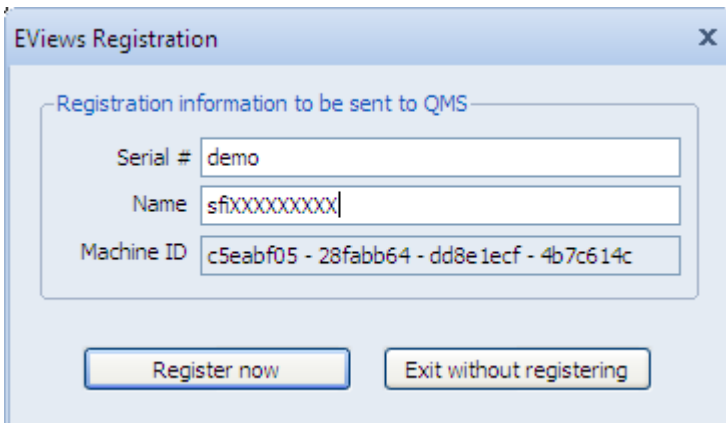 EViews Registration
Registration information to be sent to QMS
Serial # demo
Name sfiXXXXXXXXX
Machine ID c5eabf05 - 28fabb64 - dd8e1ecf - 4b7c614c
Register now Exit without registering